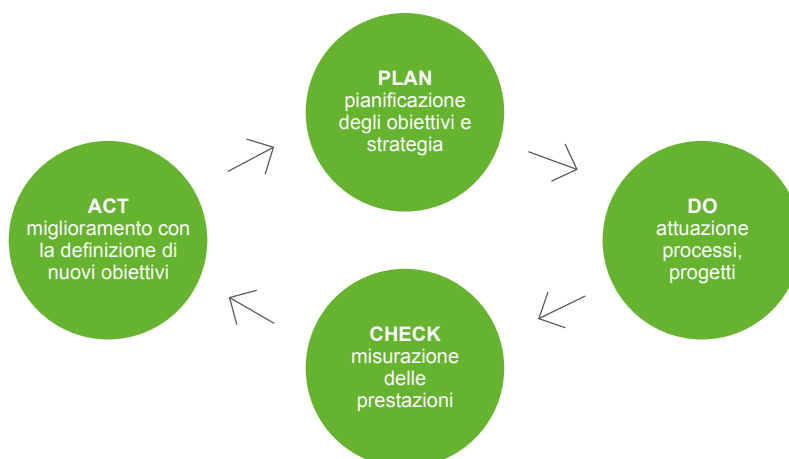 PLAN
pianificazione
degli obiettivi e
strategia
ACT
miglioramento con
la definizione di
nuovi obiettivi
DO
attuazione
processi,
progetti
CHECK
misurazione
delle
prestazioni